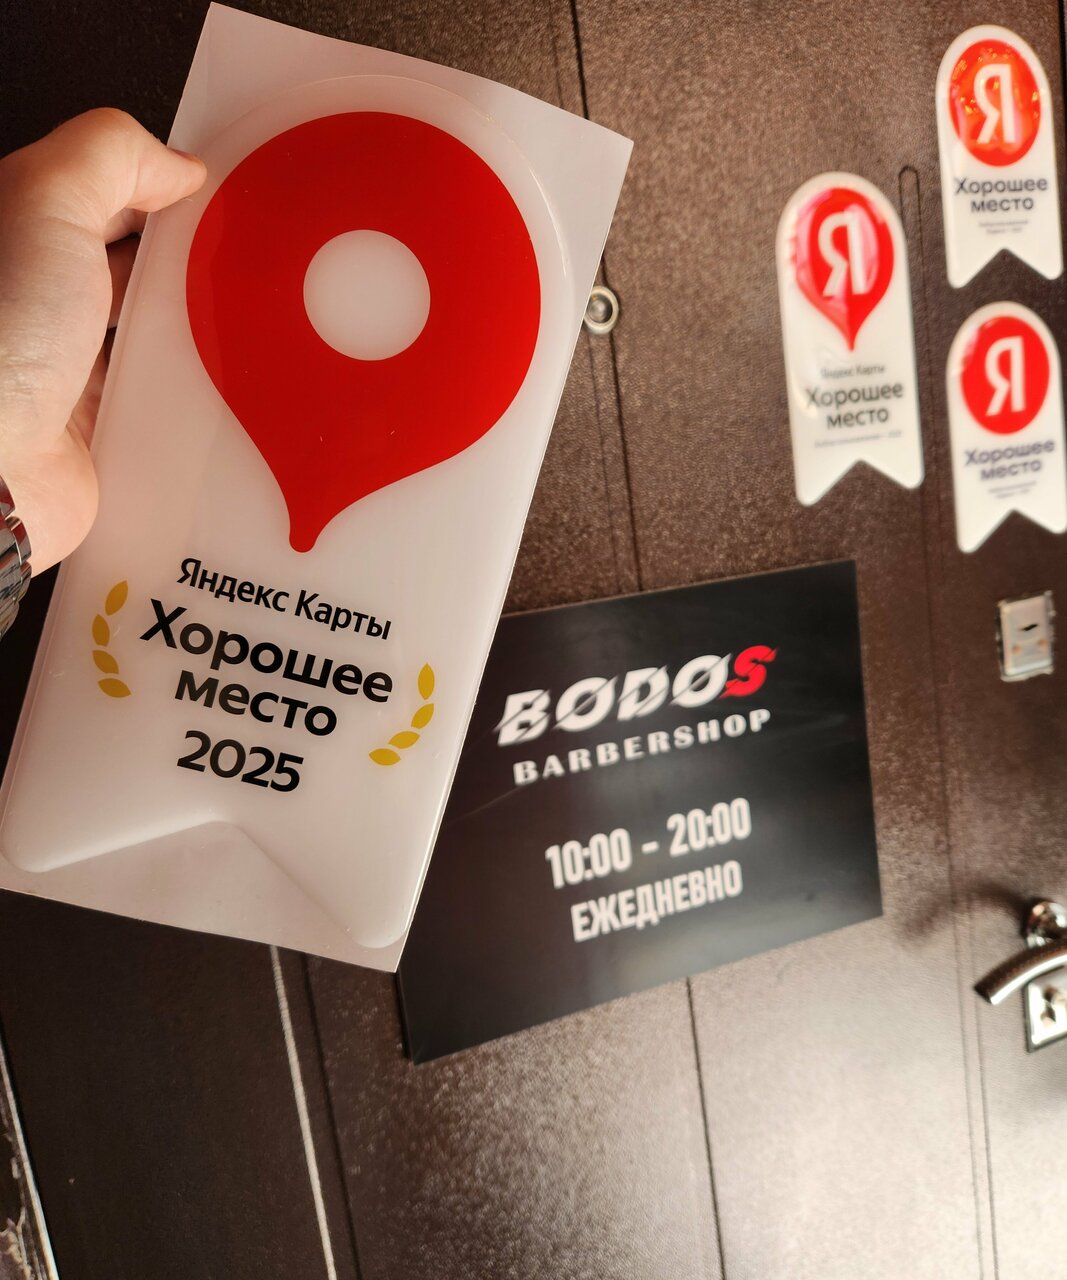 Яндекс Карты
Хорошее
место
2025
BODOS
BARBERSHOP
10:00 - 20:00
ЕЖЕДНЕВНО
Я
Яндекс Карты
Хорошее
место
Я
Хорошее
место
Я
Хорошее
место